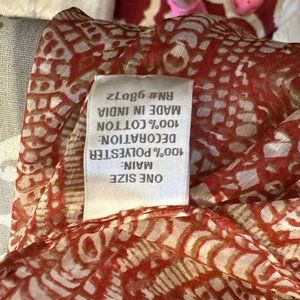 ONE SIZE
MAIN:
100% POLYESTER
DECORATION:
100% COTTON
MADE IN INDIA
RN# 98072